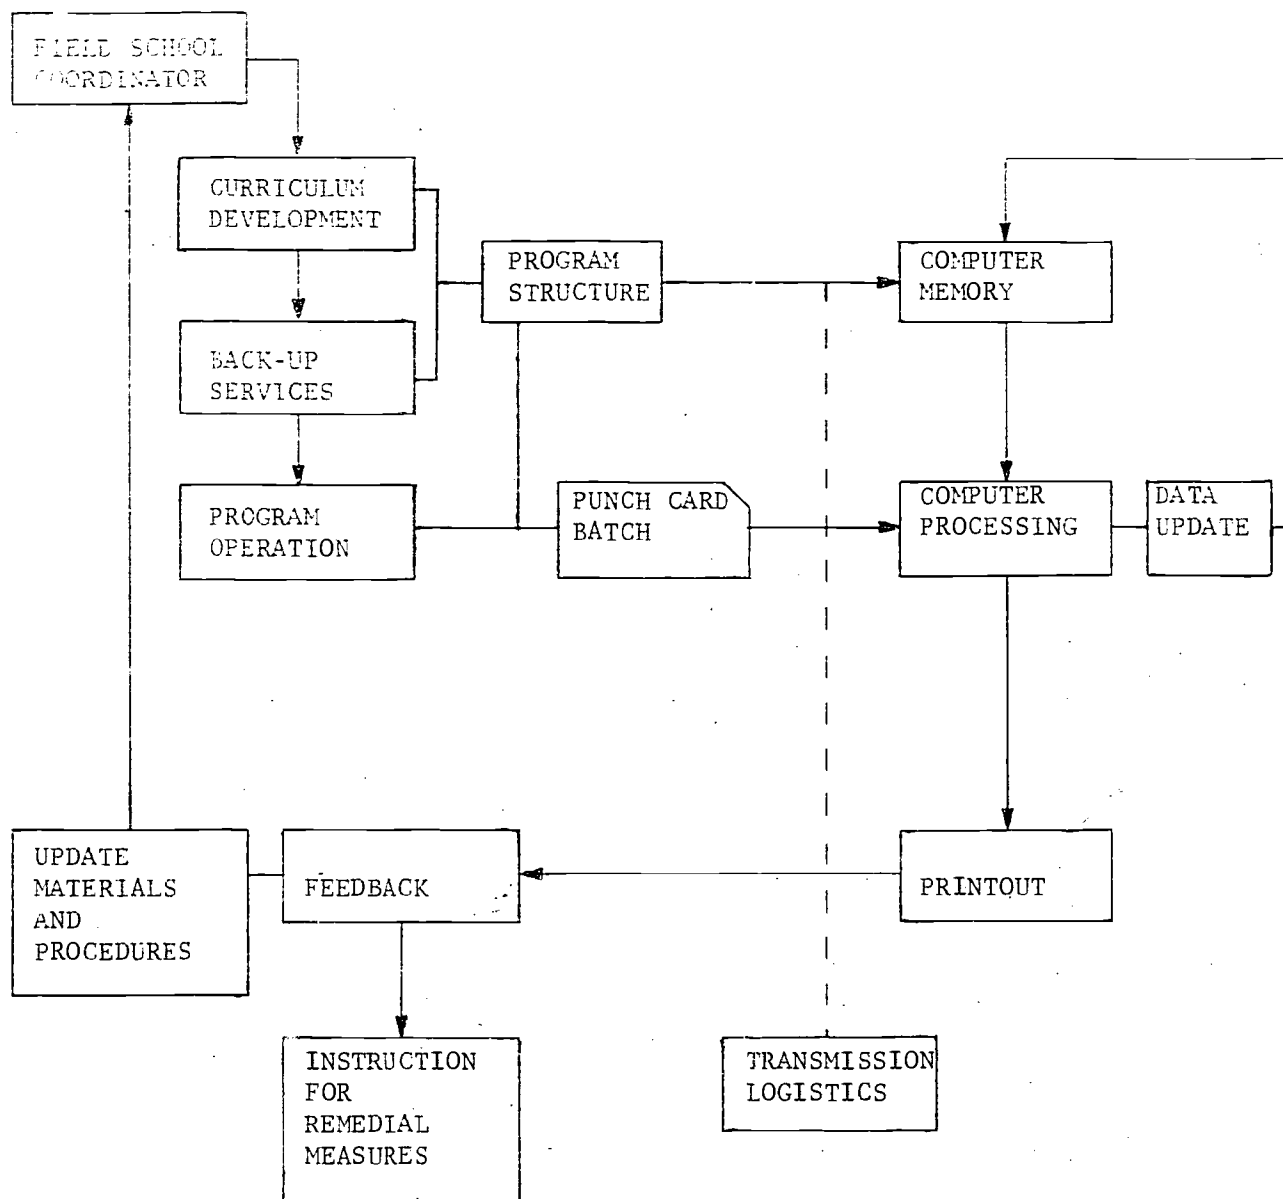 FIELD SCHOOL
COORDINATOR
CURRICULUM
DEVELOPMENT
PROGRAM
STRUCTURE
COMPUTER
MEMORY
BACK-UP
SERVICES
PROGRAM
OPERATION
PUNCH CARD
BATCH
COMPUTER
PROCESSING
DATA
UPDATE
UPDATE
MATERIALS
AND
PROCEDURES
FEEDBACK
PRINTOUT
INSTRUCTION
FOR
REMEDIAL
MEASURES
TRANSMISSION
LOGISTICS